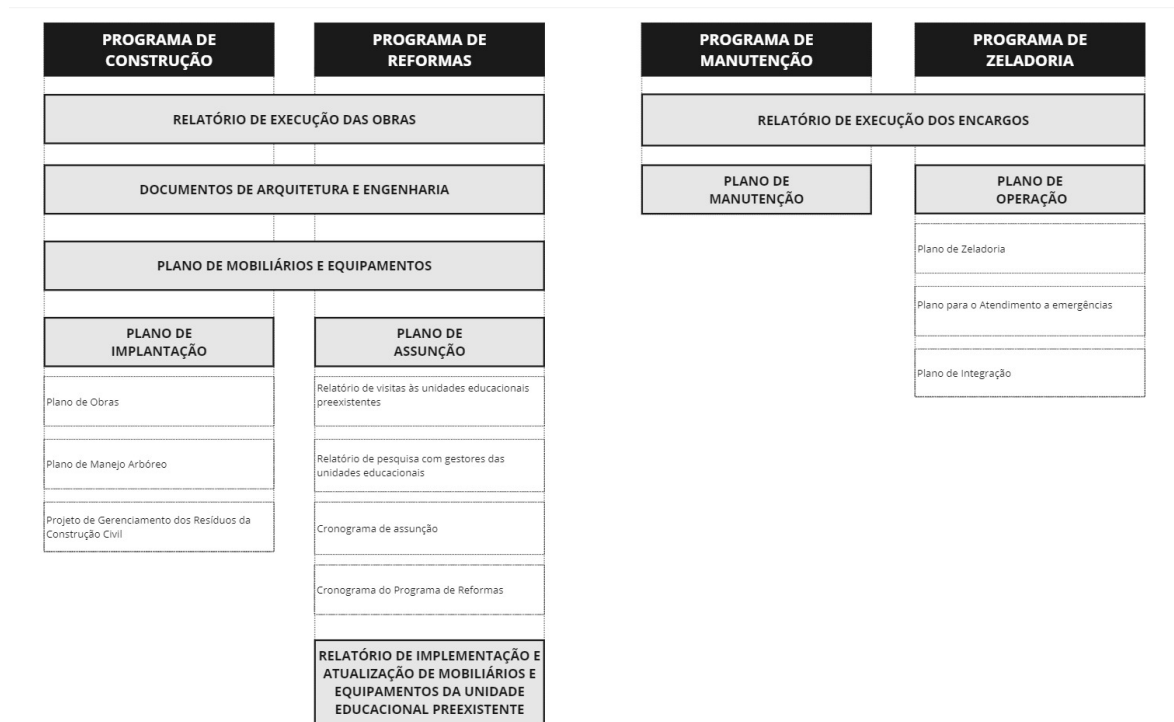 PROGRAMA DE
CONSTRUÇÃO
PROGRAMA DE
REFORMAS
RELATÓRIO DE EXECUÇÃO DAS OBRAS
DOCUMENTOS DE ARQUITETURA E ENGENHARIA
PLANO DE MOBILIÁRIOS E EQUIPAMENTOS
PLANO DE
IMPLANTAÇÃO
Plano de Obras
Plano de Manejo Arbóreo
Projeto de Gerenciamento dos Resíduos da
Construção Civil
PLANO DE
ASSUNÇÃO
Relatório de visitas às unidades educacionais
preexistentes
Relatório de pesquisa com gestores das
unidades educacionais
Cronograma de assunção
Cronograma do Programa de Reformas
RELATÓRIO DE IMPLEMENTAÇÃO E
ATUALIZAÇÃO DE MOBILIÁRIOS E
EQUIPAMENTOS DA UNIDADE
EDUCACIONAL PREEXISTENTE
PROGRAMA DE
MANUTENÇÃO
PROGRAMA DE
ZELADORIA
RELATÓRIO DE EXECUÇÃO DOS ENCARGOS
PLANO DE
MANUTENÇÃO
PLANO DE
OPERAÇÃO
Plano de Zeladoria
Plano para o Atendimento a emergências
Plano de Integração